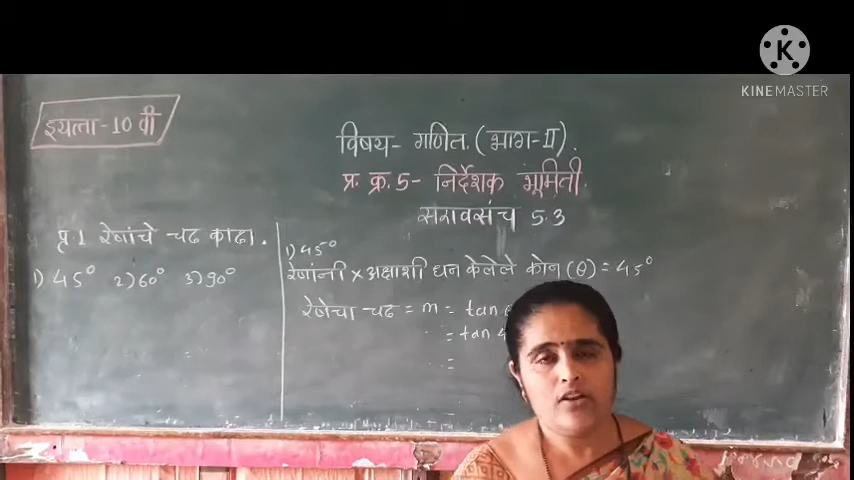 KINEMASTER
इयत्ता-10 वी
विषय- गणित.(भाग-II).
प्र. क्र. 5- निर्देशक भूमिती.
सरावसंच 5.3
प्र.1 रेषांचे चढ काढा.
1) 45° 2) 60° 3) 90°
1) 45°
रेषांनी x अक्षाशी धन केलेले कोन (θ) = 45°
रेषेचा चढ = m = tan
= tan 4
=